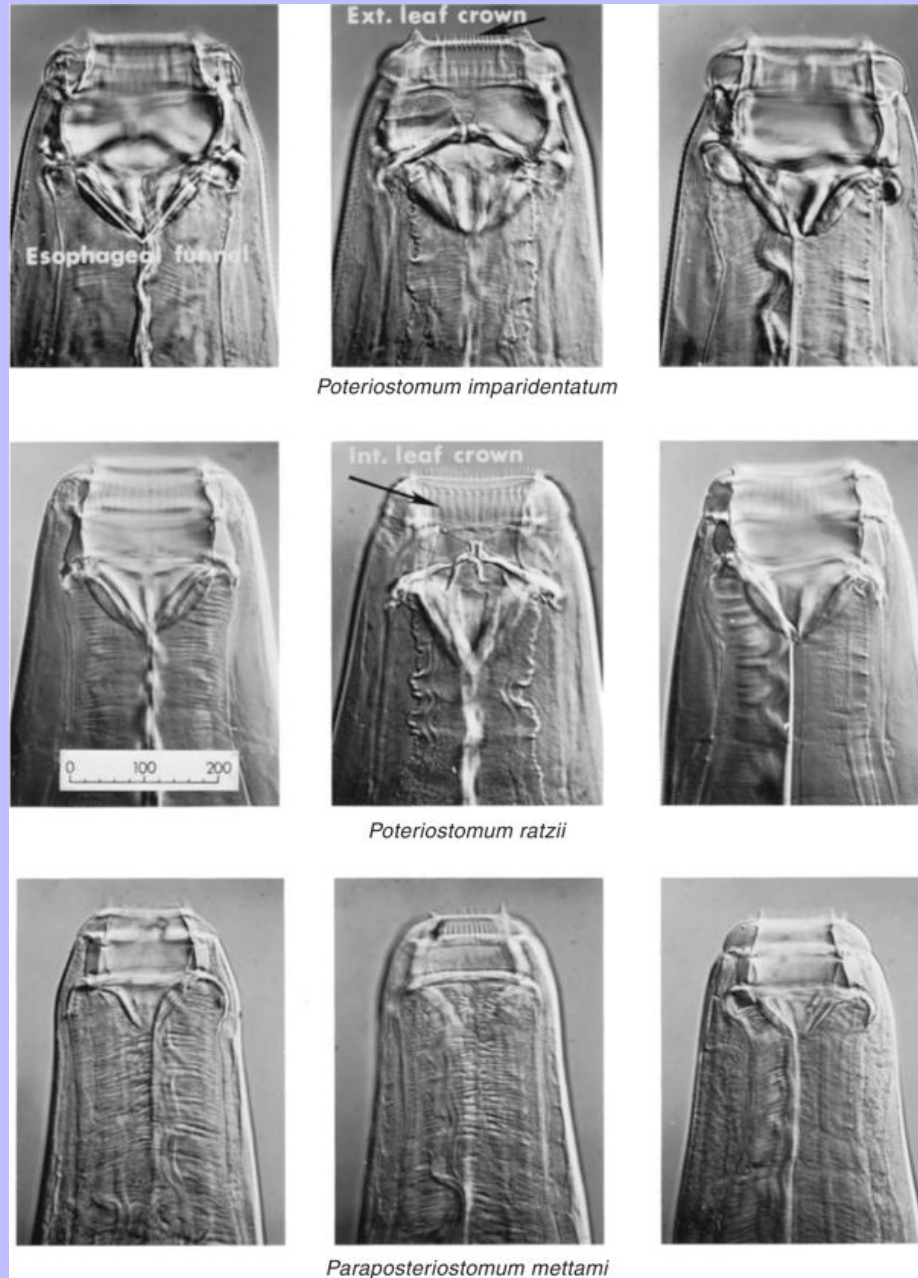 Ext. leaf crown
Esophageal funnel
Poteriostomum imparidentatum
Int. leaf crown
0 100 200
Poteriostomum ratzii
Paraposteriostomum mettami